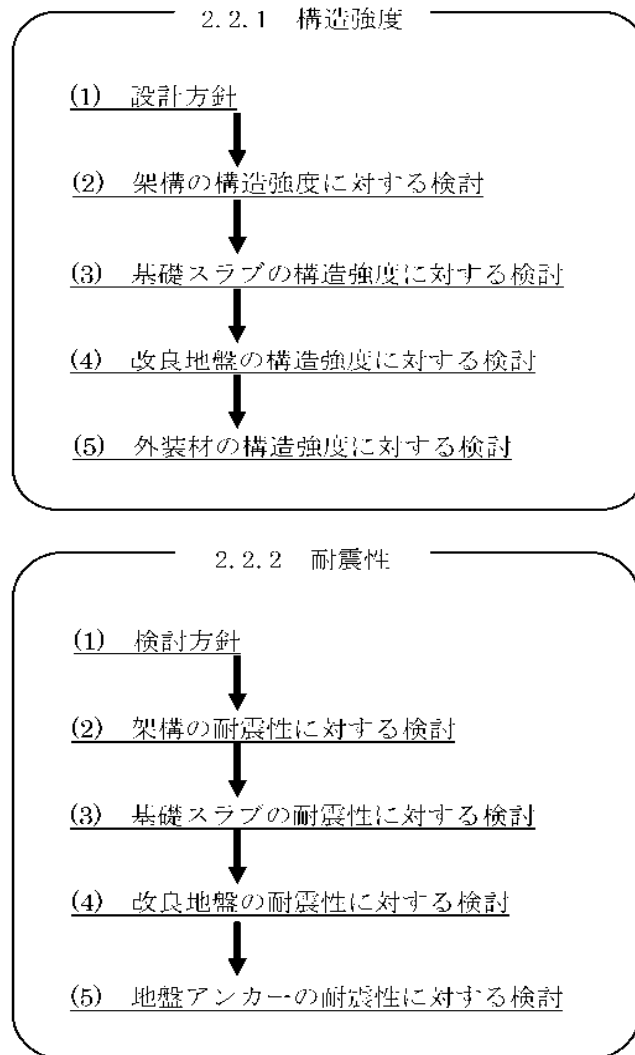 2.2.1 構造強度
(1) 設計方針
(2) 架構の構造強度に対する検討
(3) 基礎スラブの構造強度に対する検討
(4) 改良地盤の構造強度に対する検討
(5) 外装材の構造強度に対する検討
2.2.2 耐震性
(1) 検討方針
(2) 架構の耐震性に対する検討
(3) 基礎スラブの耐震性に対する検討
(4) 改良地盤の耐震性に対する検討
(5) 地盤アンカーの耐震性に対する検討